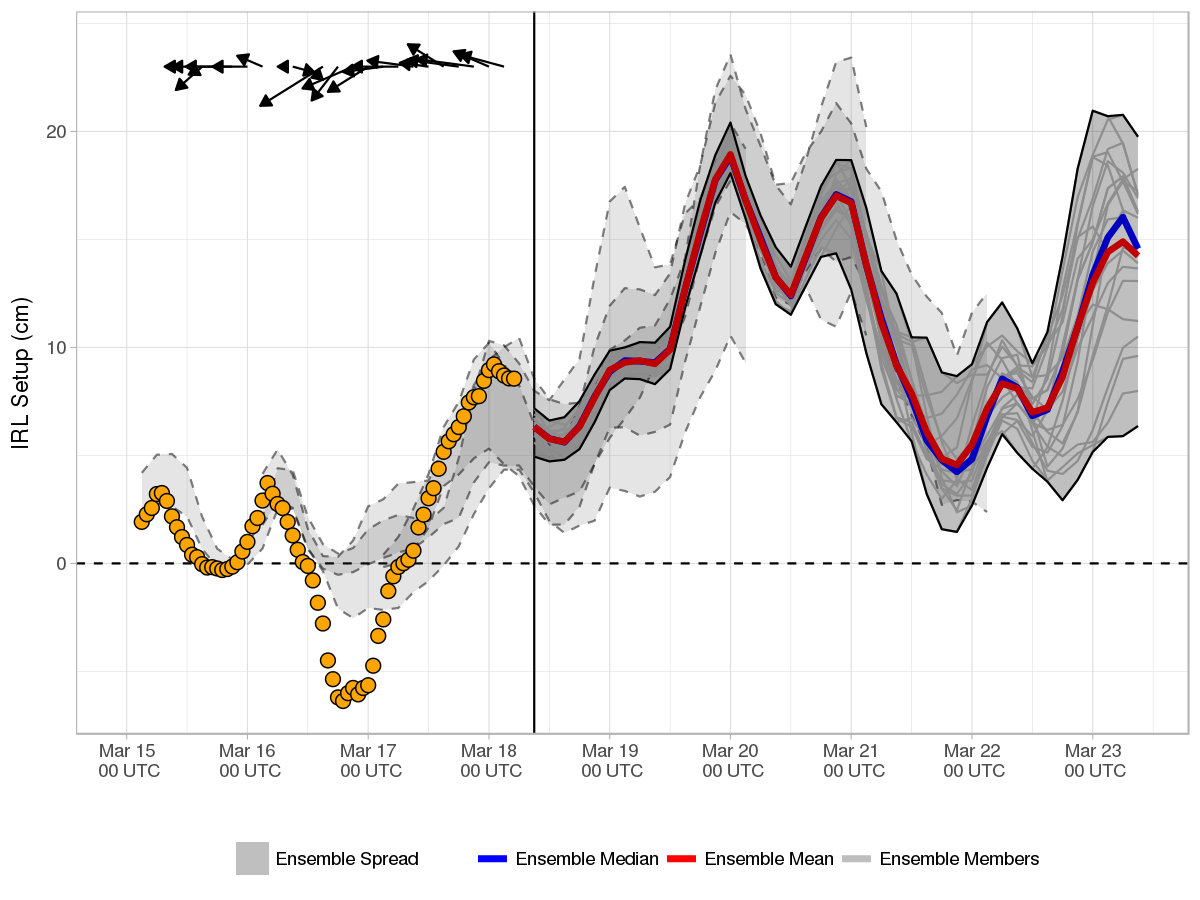 IRL Setup (cm)
20
10
0
Mar 15 Mar 16 Mar 17 Mar 18 Mar 19 Mar 20 Mar 21 Mar 22 Mar 23
00 UTC 00 UTC 00 UTC 00 UTC 00 UTC 00 UTC 00 UTC 00 UTC 00 UTC
Ensemble Spread Ensemble Median Ensemble Mean Ensemble Members